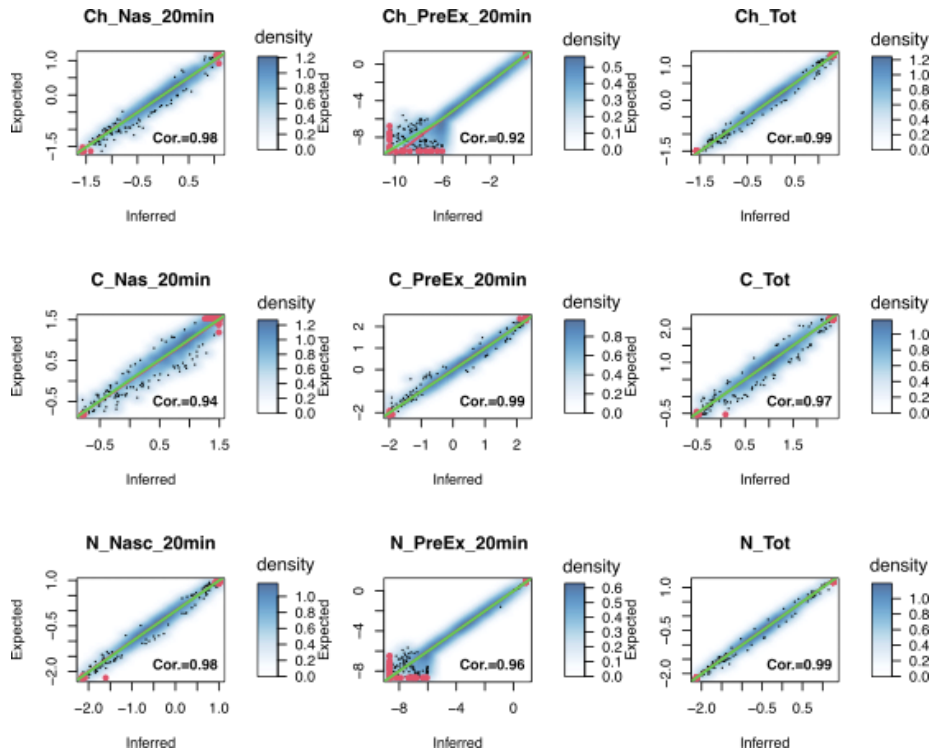 Ch_Nas_20min
Ch_PreEx_20min
Ch_Tot
Expected
1.0
0.0
−1.5
Cor.=0.98
−1.5
−0.5
0.5
Inferred
density
1.2
1.0
0.8
0.6
0.4
0.2
0.0
Expected
0
−4
−8
Cor.=0.92
−10
−6
−2
Inferred
density
0.5
0.4
0.3
0.2
0.1
0.0
Expected
1.0
0.0
−1.5
Cor.=0.99
−1.5
−0.5
0.5
Inferred
density
1.2
1.0
0.8
0.6
0.4
0.2
0.0
C_Nas_20min
C_PreEx_20min
C_Tot
Expected
1.5
0.5
−0.5
Cor.=0.94
−0.5
0.5
1.5
Inferred
density
1.2
1.0
0.8
0.6
0.4
0.2
0.0
Expected
2
0
−2
Cor.=0.99
−2
−1
0
1
2
Inferred
density
0.8
0.6
0.4
0.2
0.0
Expected
2.0
1.0
−0.5
Cor.=0.97
−0.5
0.5
1.5
Inferred
density
1.0
0.8
0.6
0.4
0.2
0.0
N_Nasc_20min
N_PreEx_20min
N_Tot
Expected
1.0
−0.5
−2.0
Cor.=0.98
−2.0
−1.0
0.0
1.0
Inferred
density
1.0
0.8
0.6
0.4
0.2
0.0
Expected
0
−4
−8
Cor.=0.96
−8
−4
0
Inferred
density
0.6
0.5
0.4
0.3
0.2
0.1
0.0
Expected
1.0
−0.5
−2.0
Cor.=0.99
−2.0
−1.0
0.0
1.0
Inferred
density
1.0
0.8
0.6
0.4
0.2
0.0